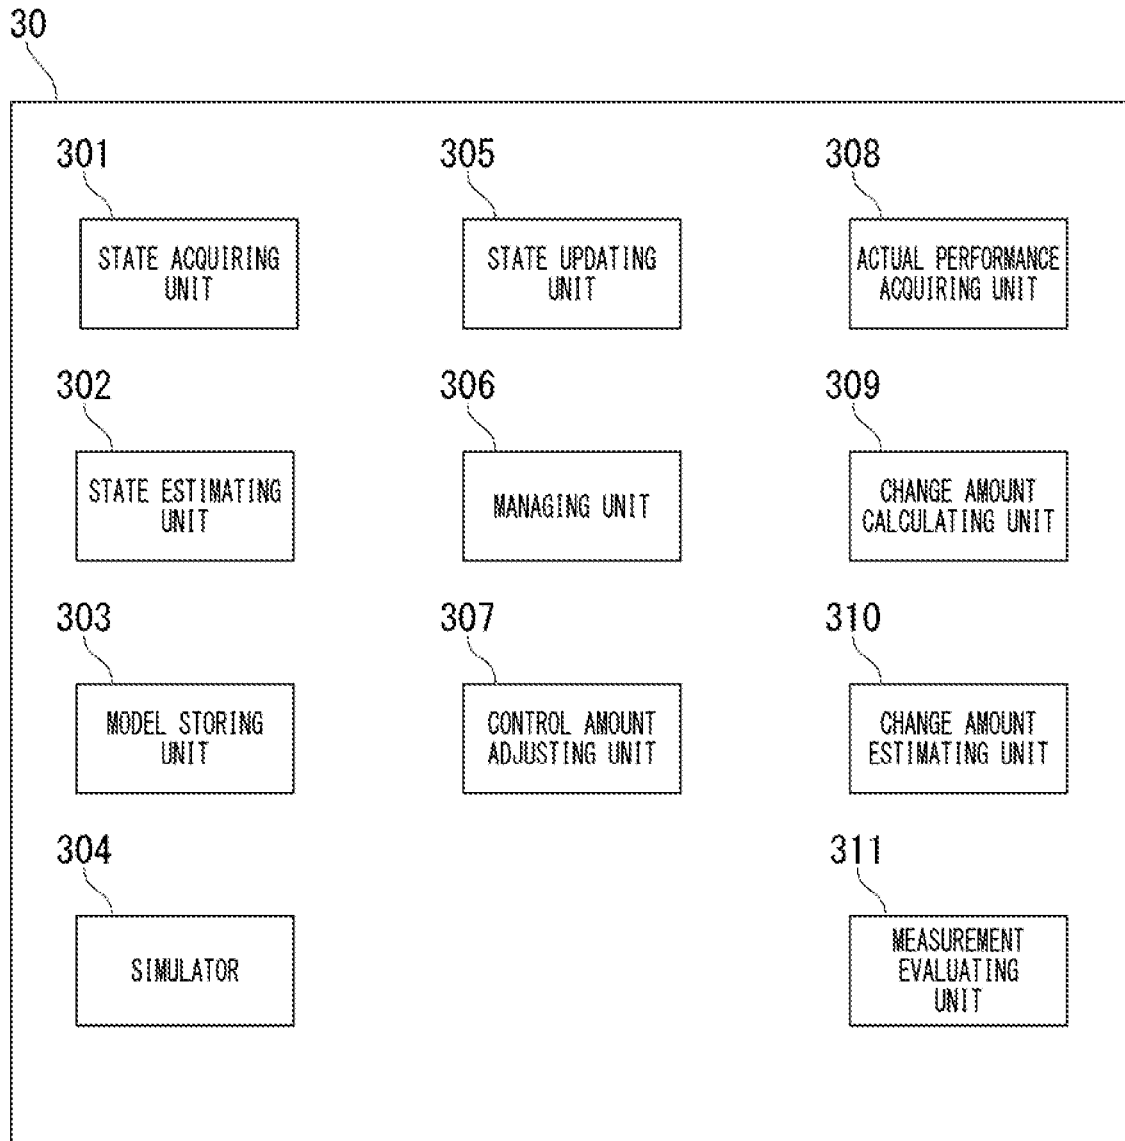 30
301
STATE ACQUIRING
UNIT
305
STATE UPDATING
UNIT
308
ACTUAL PERFORMANCE
ACQUIRING UNIT
302
STATE ESTIMATING
UNIT
306
MANAGING UNIT
309
CHANGE AMOUNT
CALCULATING UNIT
303
MODEL STORING
UNIT
307
CONTROL AMOUNT
ADJUSTING UNIT
310
CHANGE AMOUNT
ESTIMATING UNIT
304
SIMULATOR
311
MEASUREMENT
EVALUATING
UNIT